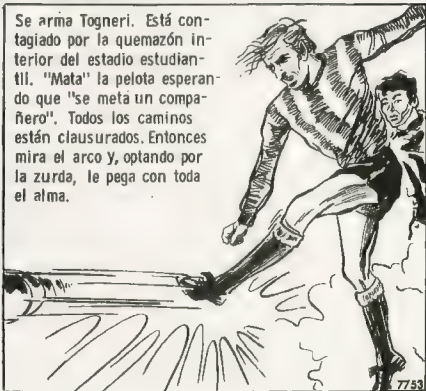 Se arma Togneri. Está con-
tagiado por la quemazón in-
terior del estadio estudian-
til. "Mata" la pelota esperan-
do que "se meta un compa-
ñero". Todos los caminos
están clausurados. Entonces
mira el arco y, optando por
la zurda, le pega con toda
el alma.
7753